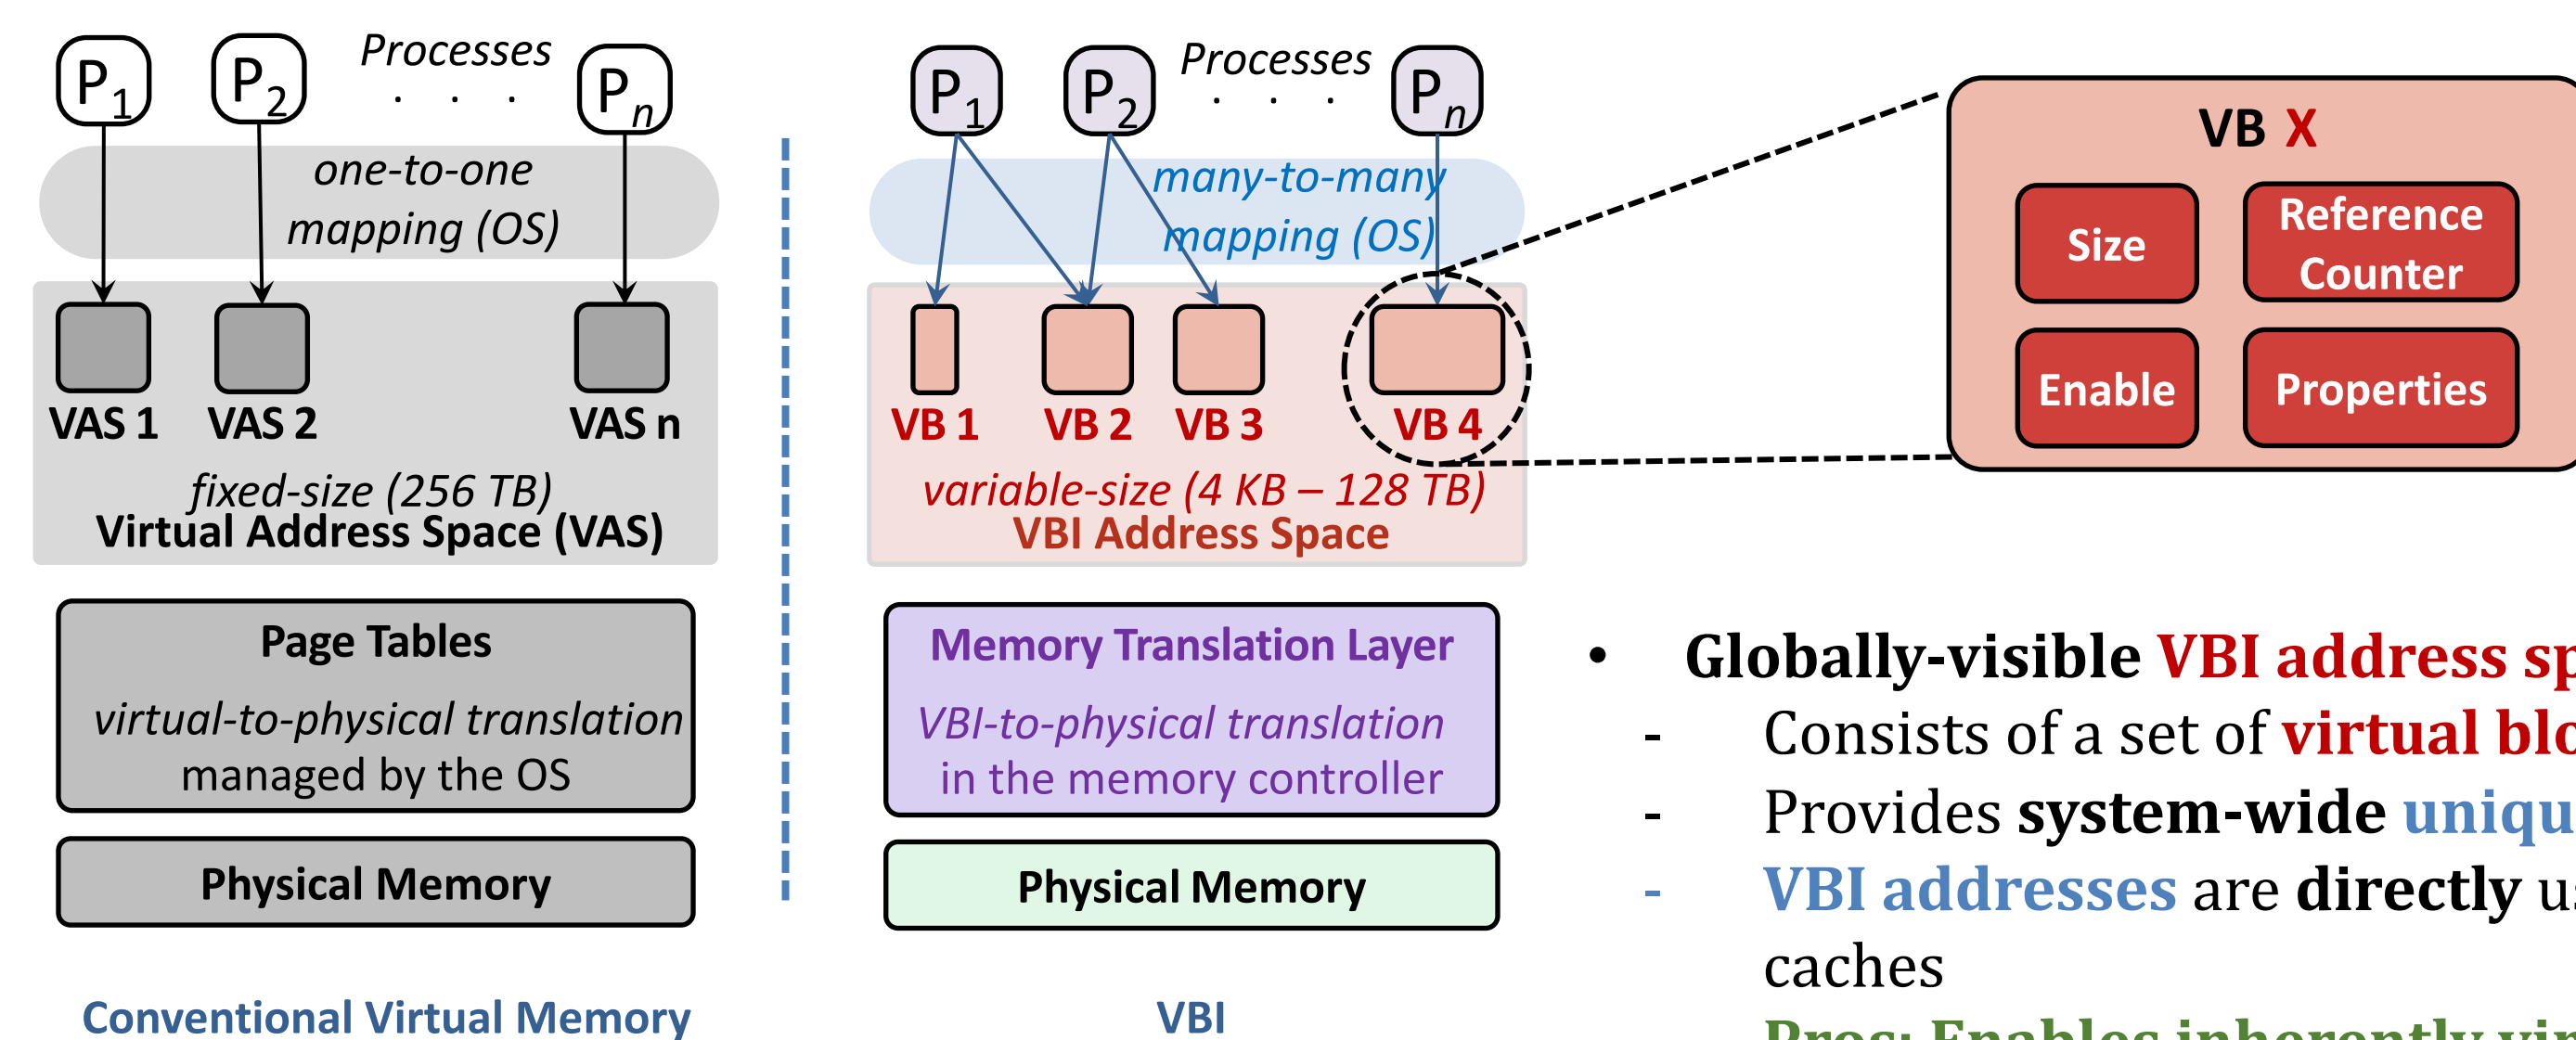 P1
P2
Processes
. . .
Pn
one-to-one
mapping (OS)
VAS 1
VAS 2
VAS n
fixed-size (256 TB)
Virtual Address Space (VAS)
Page Tables
virtual-to-physical translation
managed by the OS
Physical Memory
Conventional Virtual Memory
P1
P2
Processes
. . .
Pn
many-to-many
mapping (OS)
VB 1
VB 2
VB 3
VB 4
variable-size (4 KB – 128 TB)
VBI Address Space
Memory Translation Layer
VBI-to-physical translation
in the memory controller
Physical Memory
VBI
VB X
Size
Reference
Counter
Enable
Properties
• Globally-visible VBI address
- Consists of a set of virtual
- Provides system-wide
- VBI addresses are directly
caches
Pros: Enables inherently